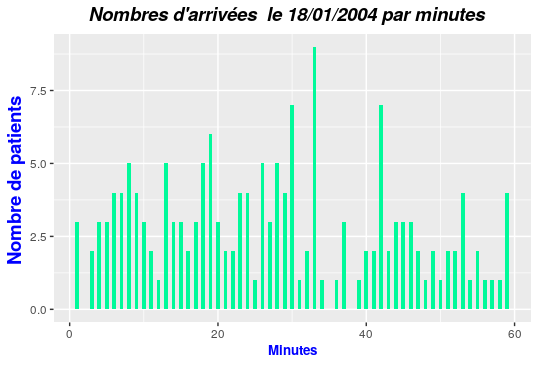 Nombres d'arrivées  le 18/01/2004 par minutes
Nombre de patients
7.5
5.0
2.5
0.0
0 20 40 60
Minutes